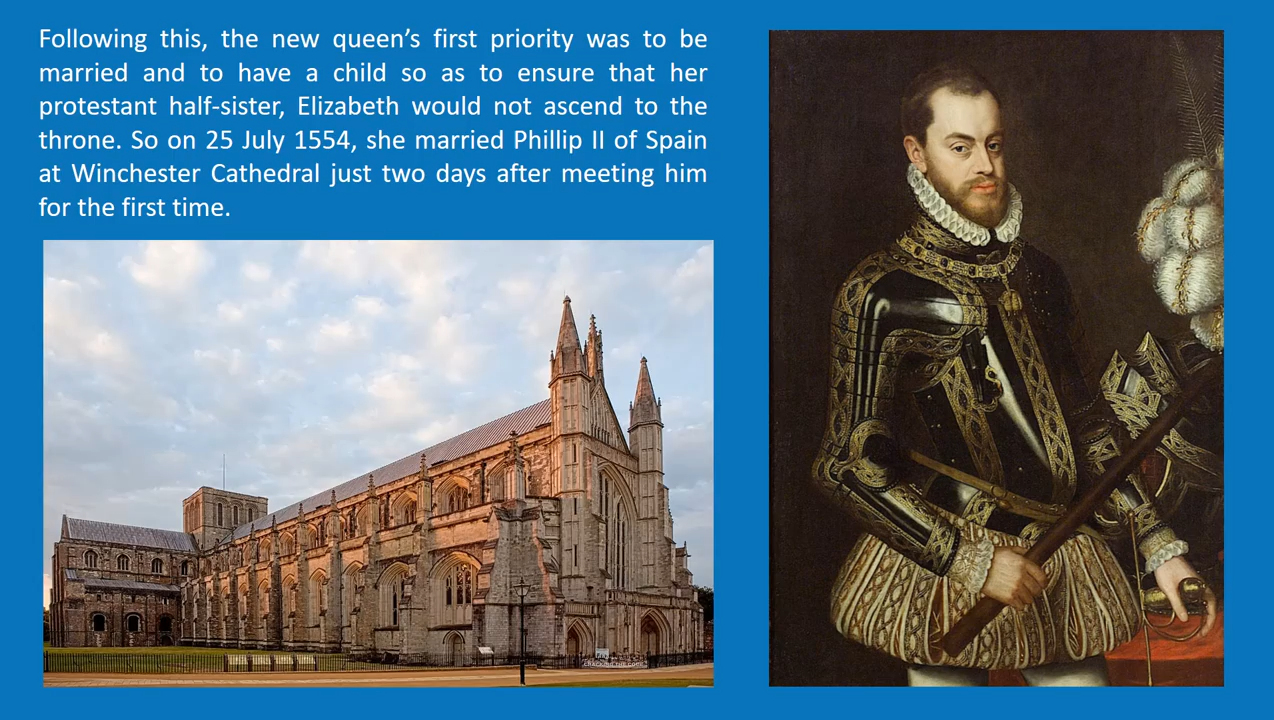 Following this, the new queen’s first priority was to be
married and to have a child so as to ensure that her
protestant half-sister, Elizabeth would not ascend to the
throne. So on 25 July 1554, she married Phillip II of Spain
at Winchester Cathedral just two days after meeting him
for the first time.